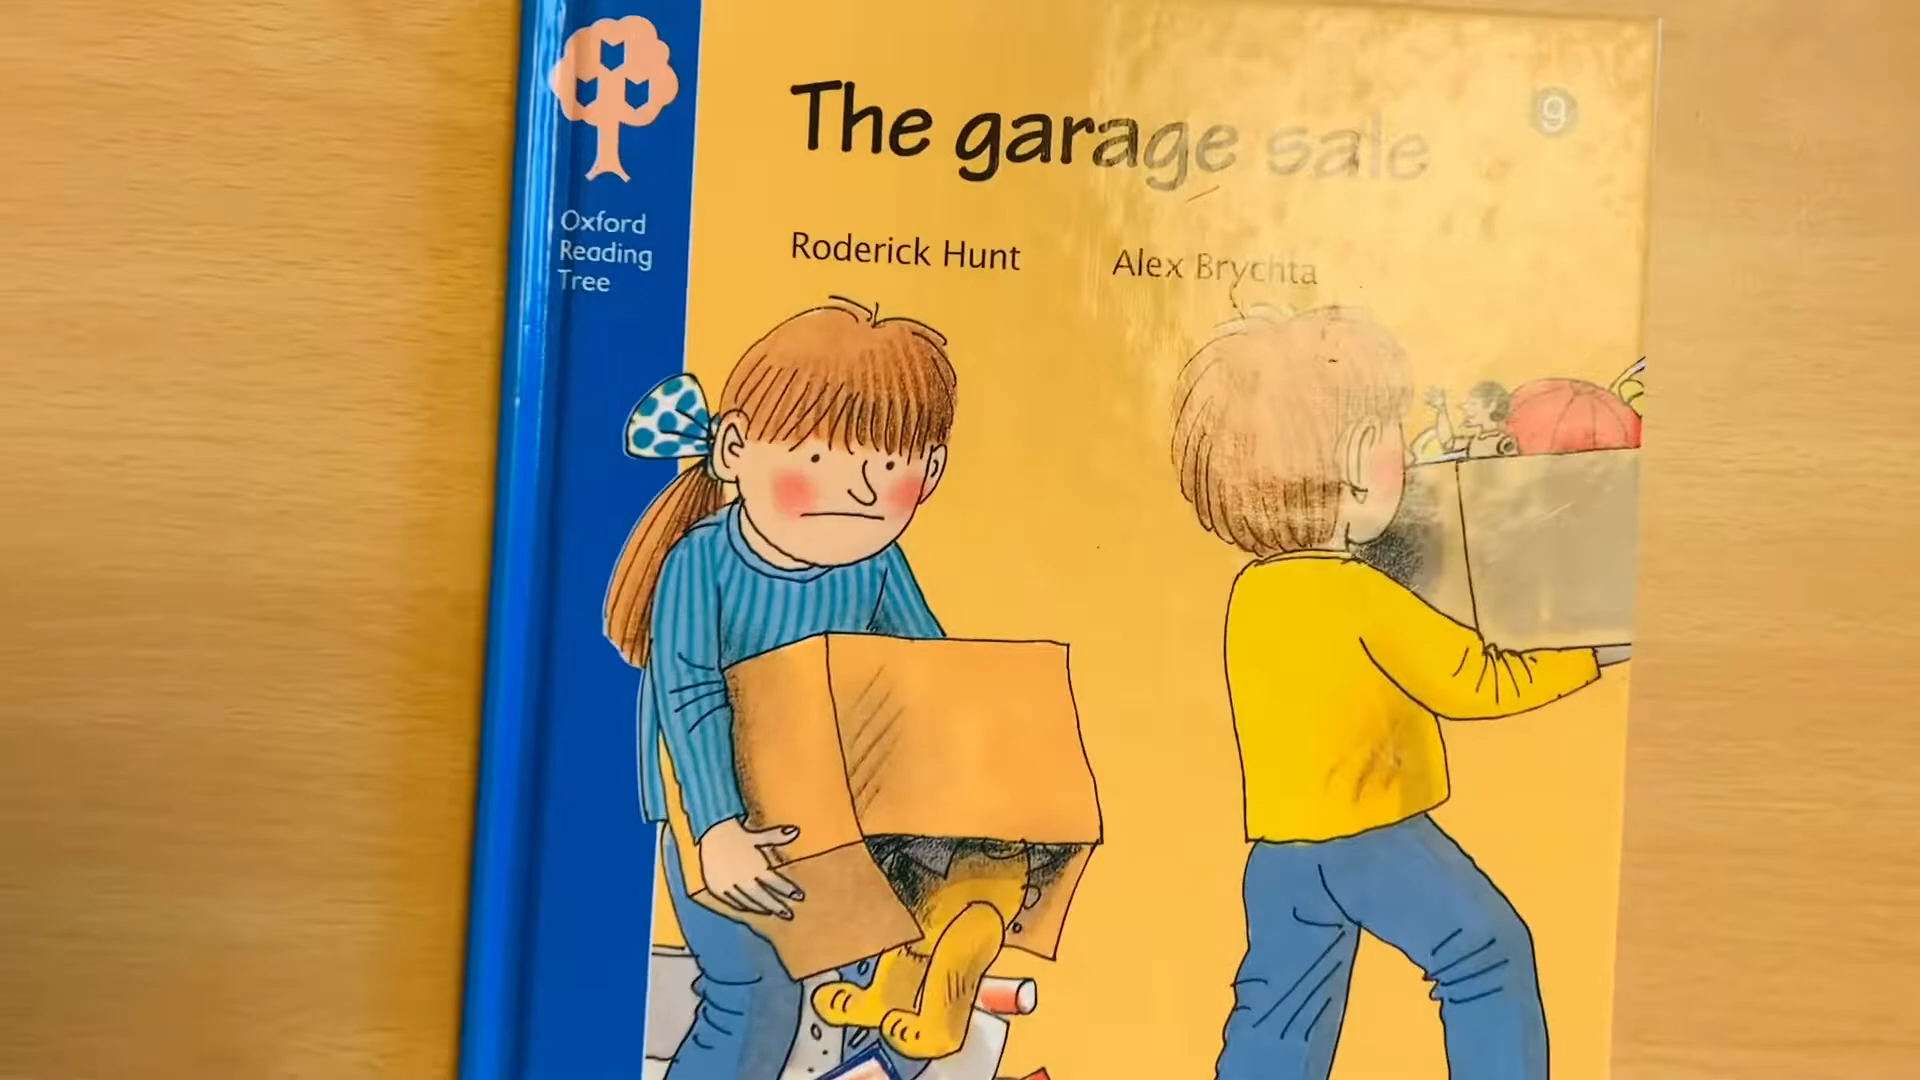 The garage sale
9
Roderick Hunt Alex Brychta
Oxford
Reading
Tree